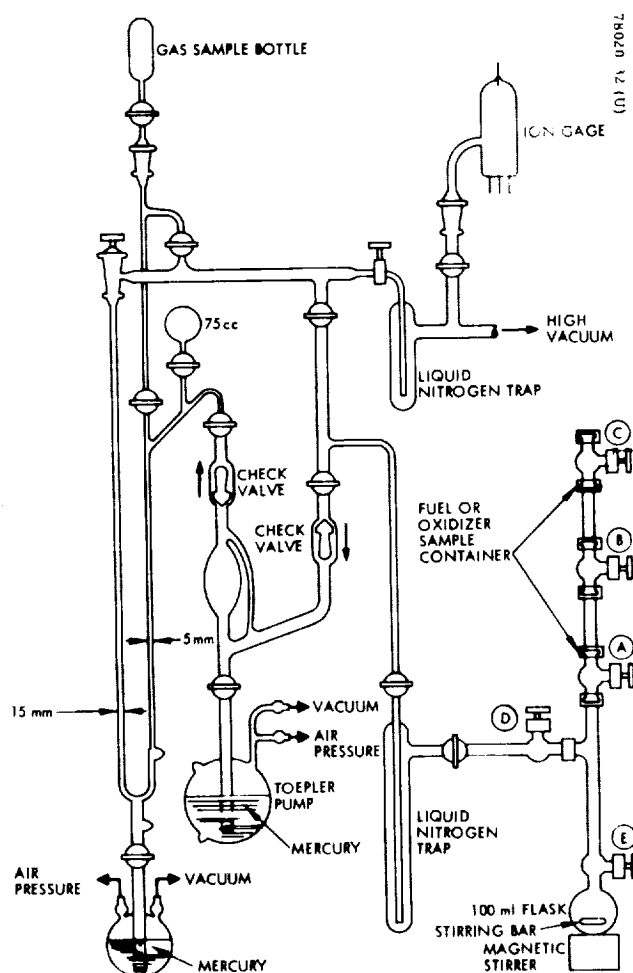 GAS SAMPLE BOTTLE
ION GAGE
75cc
HIGH
VACUUM
LIQUID
NITROGEN TRAP
C
CHECK
VALVE
FUEL OR
OXIDIZER
SAMPLE
CONTAINER
CHECK
VALVE
B
A
5 mm
15 mm
VACUUM
D
AIR
PRESSURE
TOEPLER
PUMP
LIQUID
NITROGEN
TRAP
MERCURY
E
AIR
PRESSURE
VACUUM
100 ml FLASK
STIRRING BAR
MAGNETIC
STIRRER
MERCURY